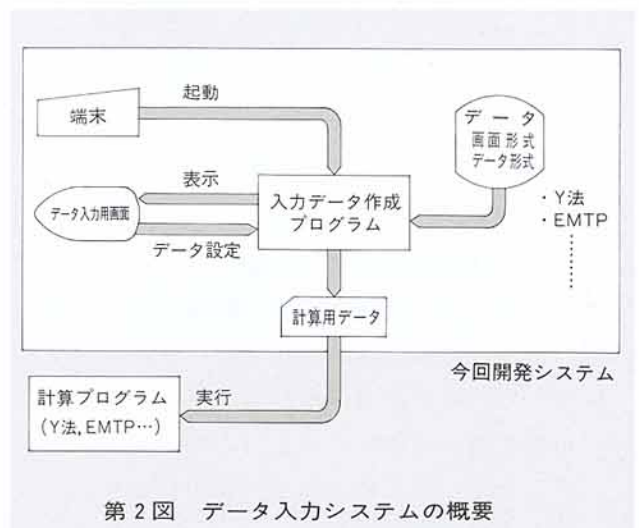 起動
端末
データ
画面形式
データ形式
表示
データ入力用画面
データ設定
入力データ作成
プログラム
・Y法
・EMTP
計算用データ
今回開発システム
計算プログラム
(Y法,EMTP…)
実行
第2図 データ入力システムの概要